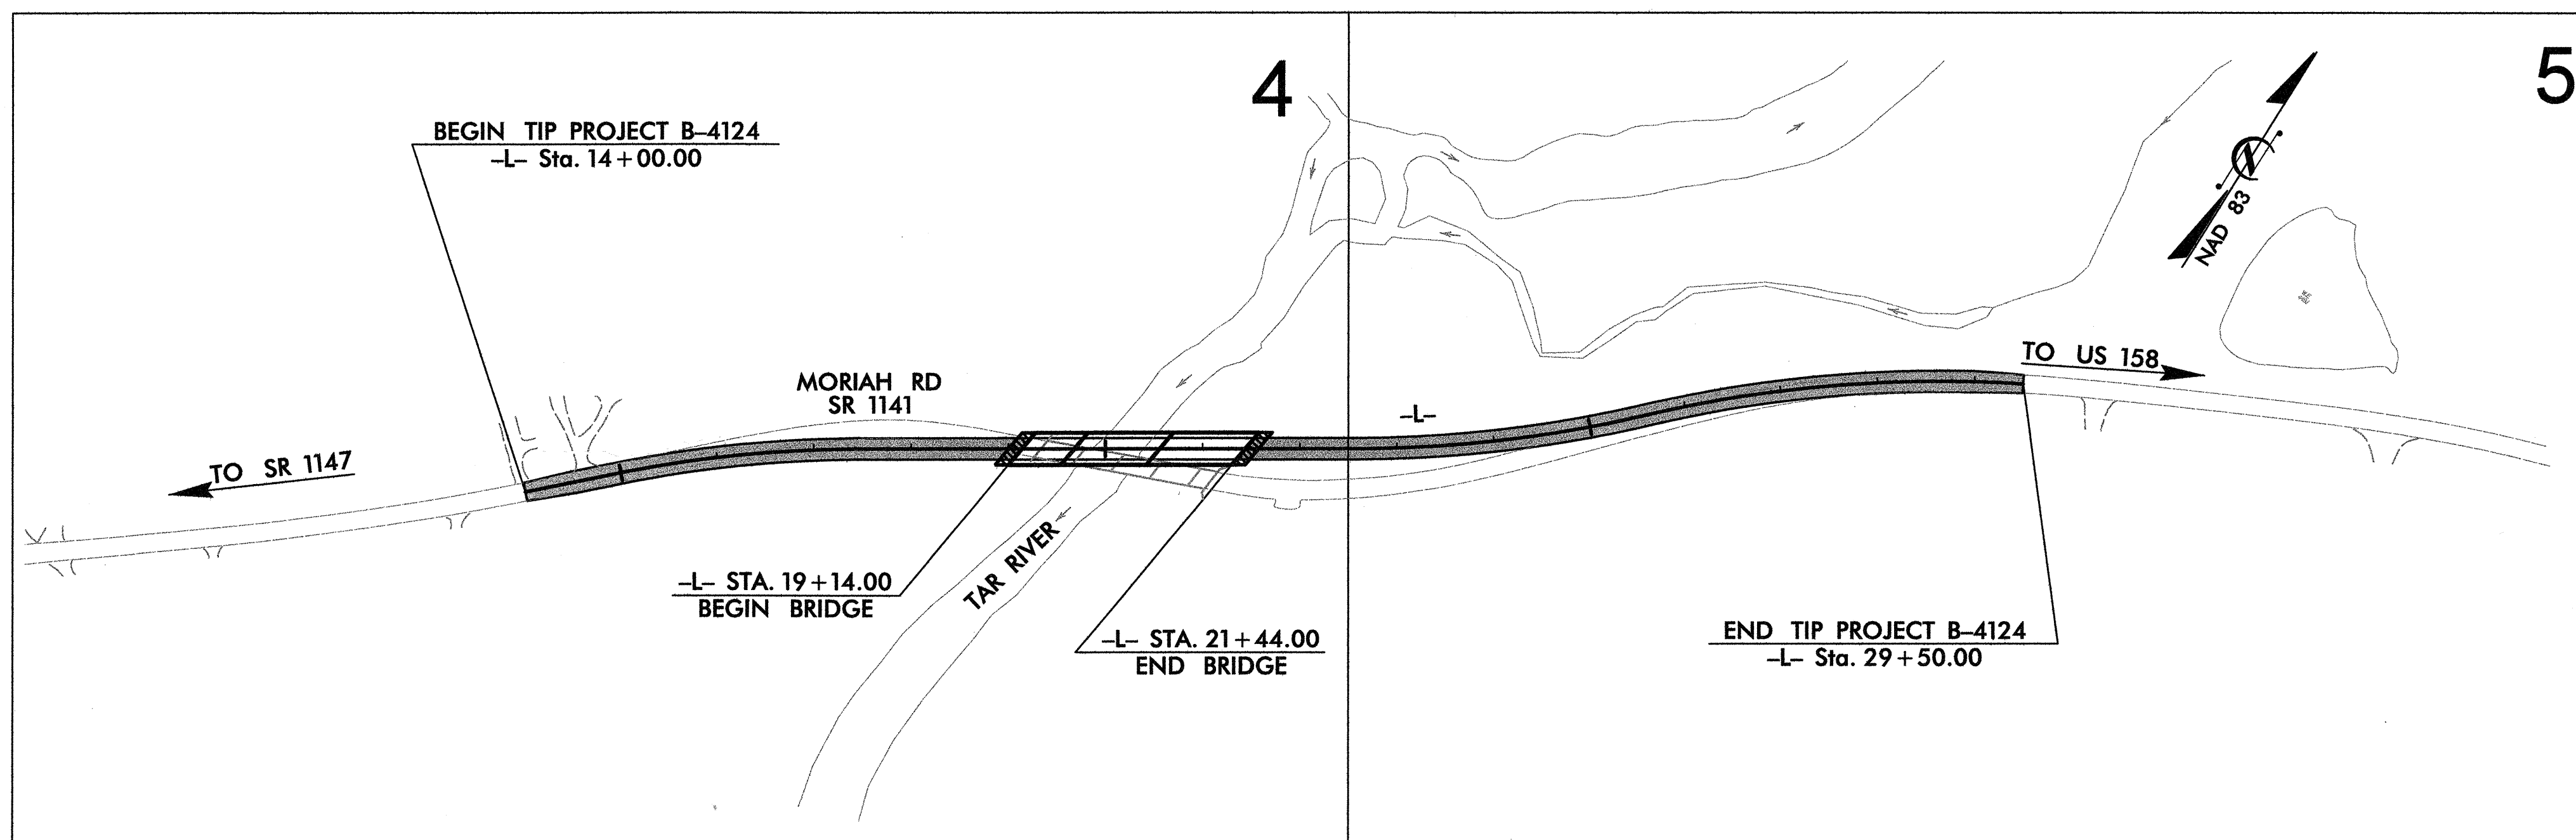 4
5
BEGIN TIP PROJECT B–4124
–L– Sta. 14+00.00
NAD 83
MORIAH RD
SR 1141
–L–
TO US 158
TO SR 1147
TAR RIVER
–L– STA. 19+14.00
BEGIN BRIDGE
–L– STA. 21+44.00
END BRIDGE
END TIP PROJECT B–4124
–L– Sta. 29+50.00